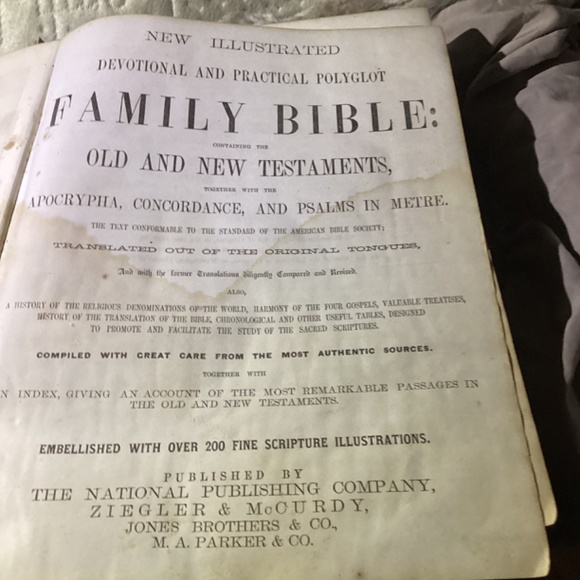 NEW ILLUSTRATED
DEVOTIONAL AND PRACTICAL POLYGLOT
FAMILY BIBLE:
CONTAINING THE
OLD AND NEW TESTAMENTS,
TOGETHER WITH THE
APOCRYPHA, CONCORDANCE, AND PSALMS IN METRE.
THE TEXT CONFORMABLE TO THE STANDARD OF THE AMERICAN BIBLE SOCIETY;
TRANSLATED OUT OF THE ORIGINAL TONGUES,
And with the former Translations diligently Compared and Revised.
ALSO,
A HISTORY OF THE RELIGIOUS DENOMINATIONS OF THE WORLD, HARMONY OF THE FOUR GOSPELS, VALUABLE TREATISES,
HISTORY OF THE TRANSLATION OF THE BIBLE, CHRONOLOGICAL AND OTHER USEFUL TABLES, DESIGNED
TO PROMOTE AND FACILITATE THE STUDY OF THE SACRED SCRIPTURES.
COMPILED WITH GREAT CARE FROM THE MOST AUTHENTIC SOURCES.
TOGETHER WITH
N INDEX, GIVING AN ACCOUNT OF THE MOST REMARKABLE PASSAGES IN
THE OLD AND NEW TESTAMENTS.
EMBELLISHED WITH OVER 200 FINE SCRIPTURE ILLUSTRATIONS.
PUBLISHED BY
THE NATIONAL PUBLISHING COMPANY,
ZIEGLER & McCURDY,
JONES BROTHERS & CO.,
M. A. PARKER & CO.